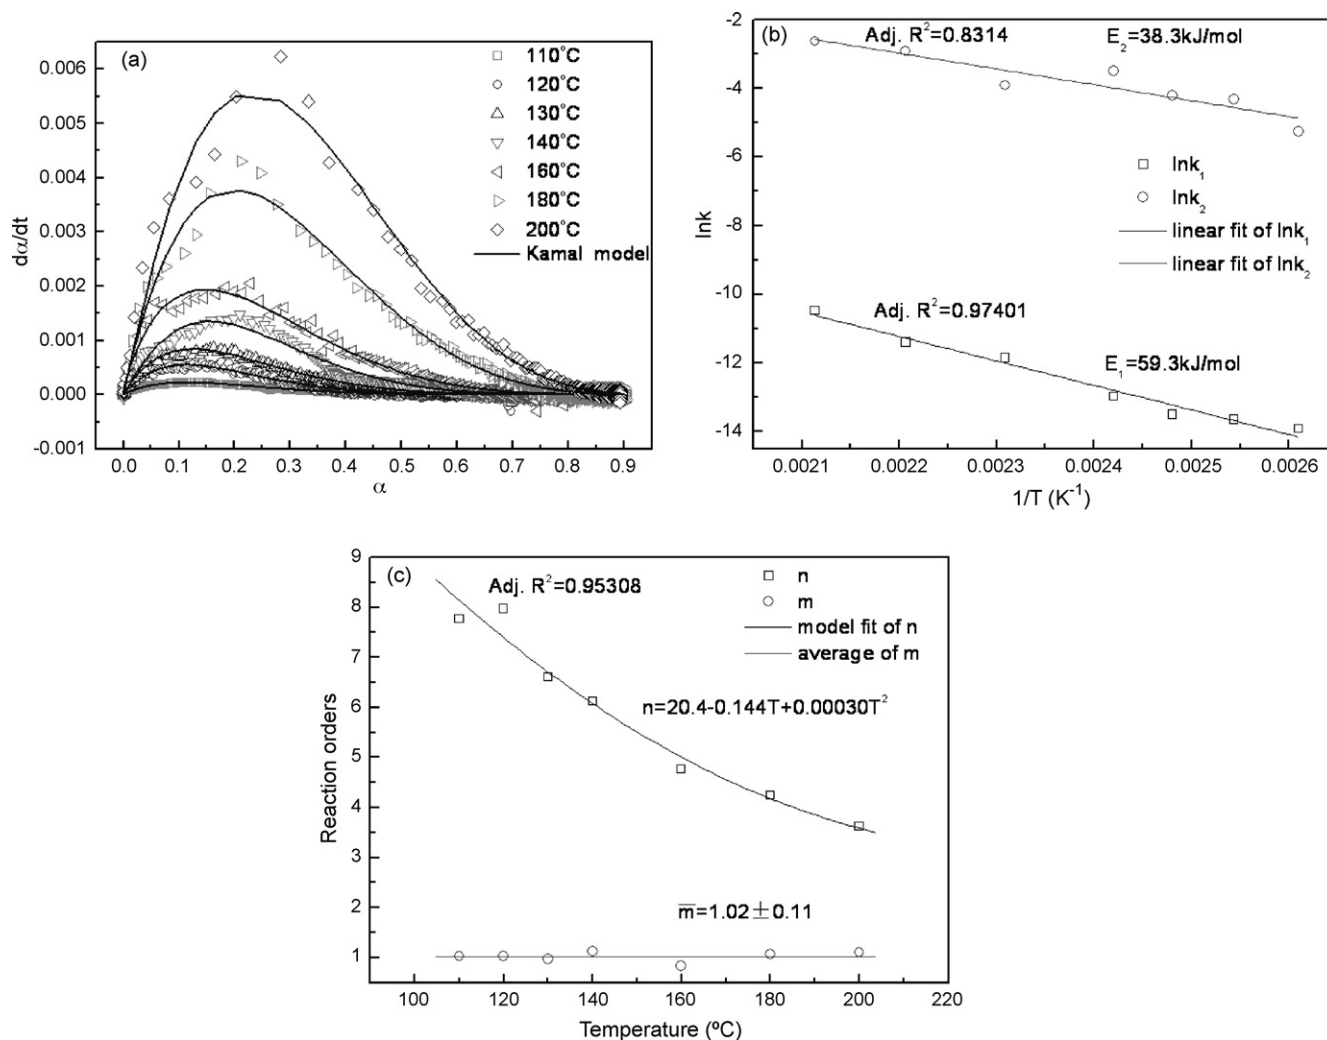 (a)
0.006
0.005
0.004
0.003
0.002
0.001
0.000
-0.001
dα/dt
110°C
120°C
130°C
140°C
160°C
180°C
200°C
Kamal model
0.0 0.1 0.2 0.3 0.4 0.5 0.6 0.7 0.8 0.9
α
(b)
-2
-4
-6
-8
-10
-12
-14
lnk
Adj. R²=0.8314
E₂=38.3kJ/mol
lnk₁
lnk₂
linear fit of lnk₁
linear fit of lnk₂
Adj. R²=0.97401
E₁=59.3kJ/mol
0.0021 0.0022 0.0023 0.0024 0.0025 0.0026
1/T (K⁻¹)
(c)
9
8
7
6
5
4
3
2
1
Reaction orders
Adj. R²=0.95308
n
m
model fit of n
average of m
n=20.4-0.144T+0.00030T²
m̅=1.02±0.11
100 120 140 160 180 200 220
Temperature (ºC)